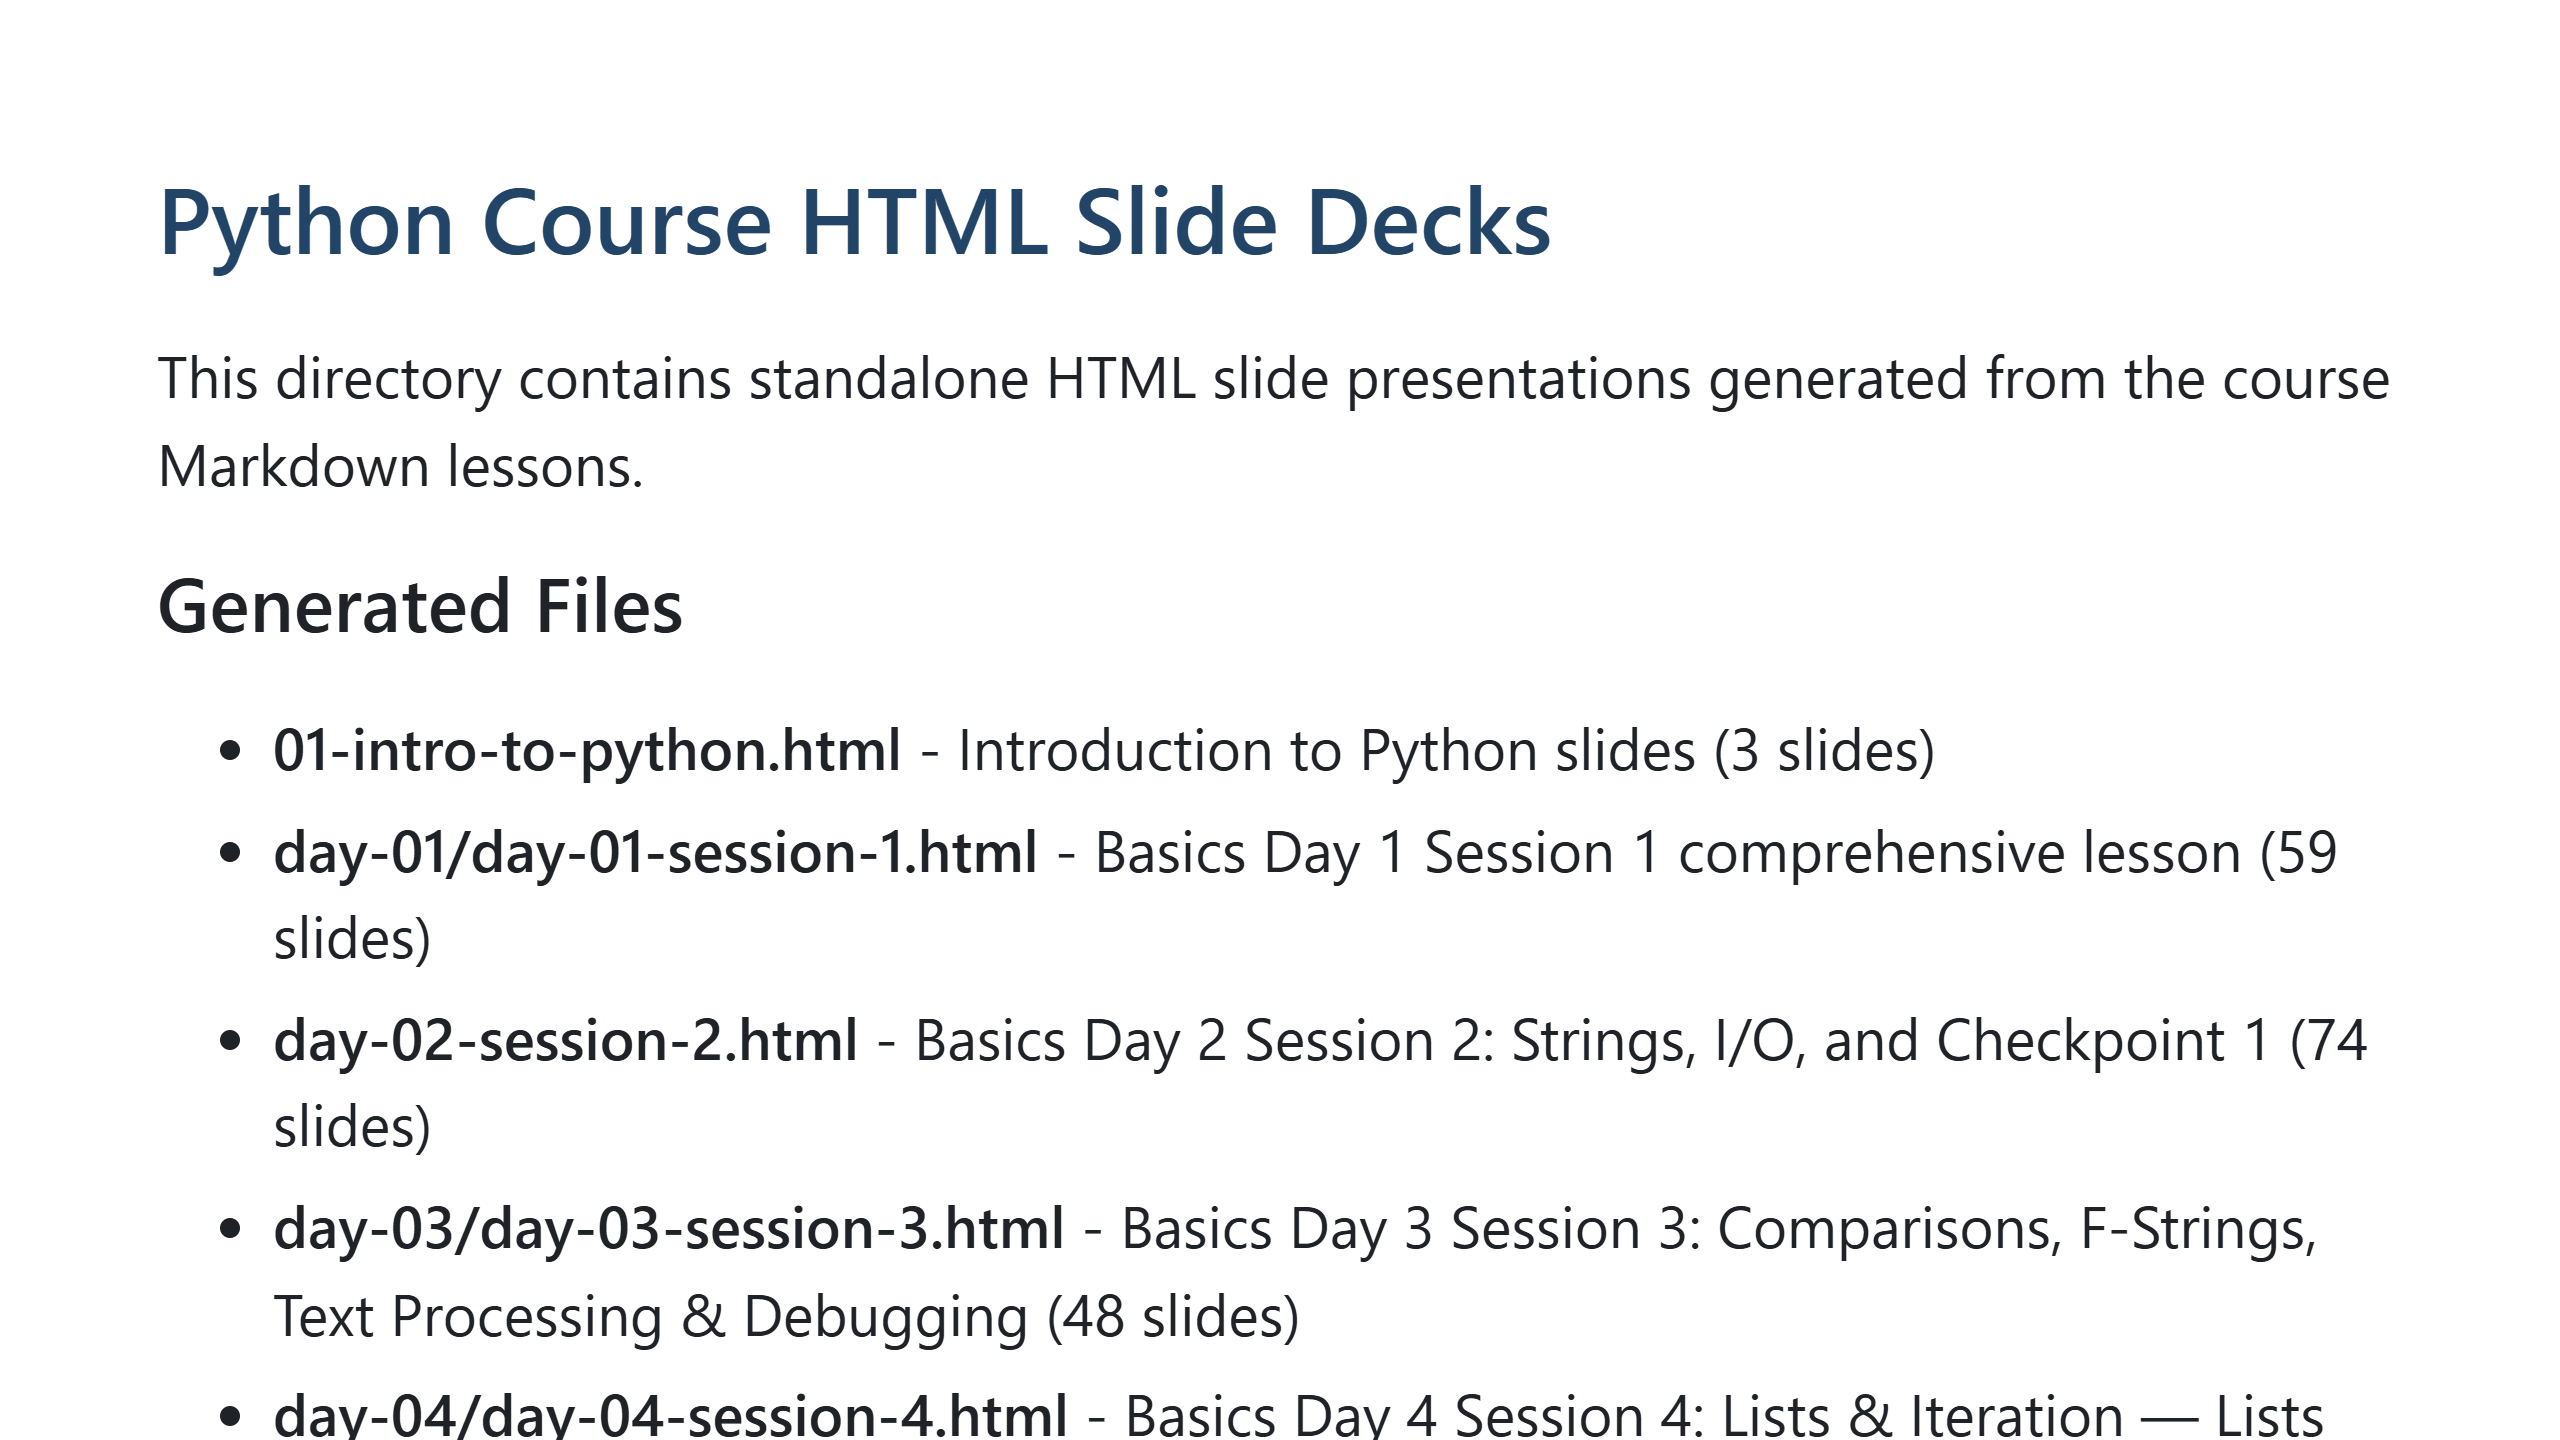 Python Course HTML Slide Decks
This directory contains standalone HTML slide presentations generated from the course
Markdown lessons.
Generated Files
• 01-intro-to-python.html - Introduction to Python slides (3 slides)
• day-01/day-01-session-1.html - Basics Day 1 Session 1 comprehensive lesson (59
slides)
• day-02-session-2.html - Basics Day 2 Session 2: Strings, I/O, and Checkpoint 1 (74
slides)
• day-03/day-03-session-3.html - Basics Day 3 Session 3: Comparisons, F-Strings,
Text Processing & Debugging (48 slides)
• day-04/day-04-session-4.html - Basics Day 4 Session 4: Lists & Iteration — Lists